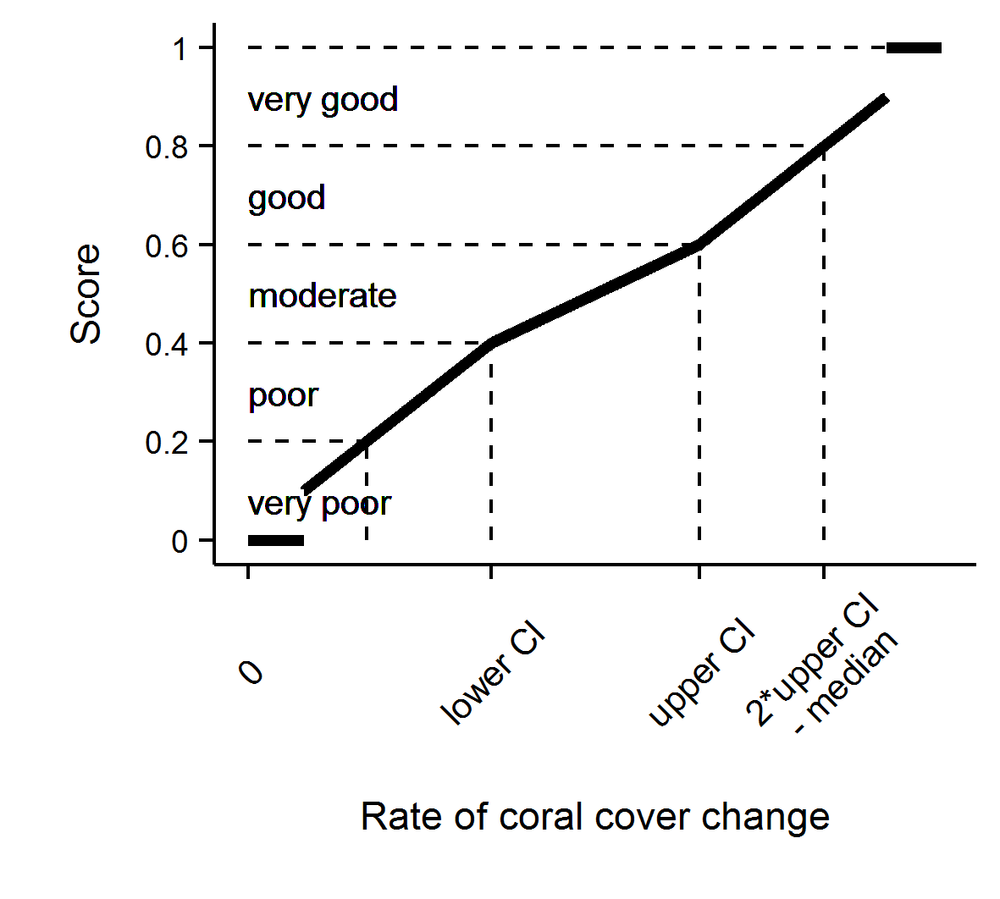 1
very good
0.8
good
0.6
moderate
0.4
poor
0.2
very poor
0
Score
0
lower CI
upper CI
2*upper CI
- median
Rate of coral cover change